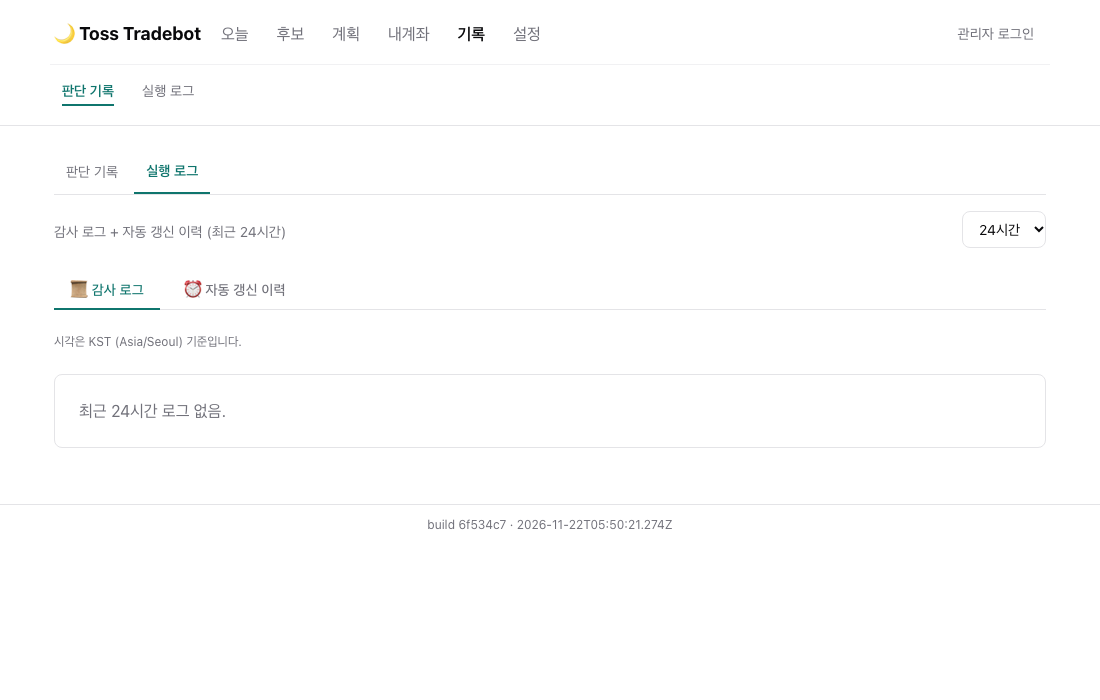 🌙 Toss Tradebot 오늘 후보 계획 내계좌 기록 설정 관리자 로그인
판단 기록 실행 로그
판단 기록 실행 로그
감사 로그 + 자동 갱신 이력 (최근 24시간) 24시간
📜 감사 로그 ⏰ 자동 갱신 이력
시각은 KST (Asia/Seoul) 기준입니다.
최근 24시간 로그 없음.
build 6f534c7 · 2026-11-22T05:50:21.274Z